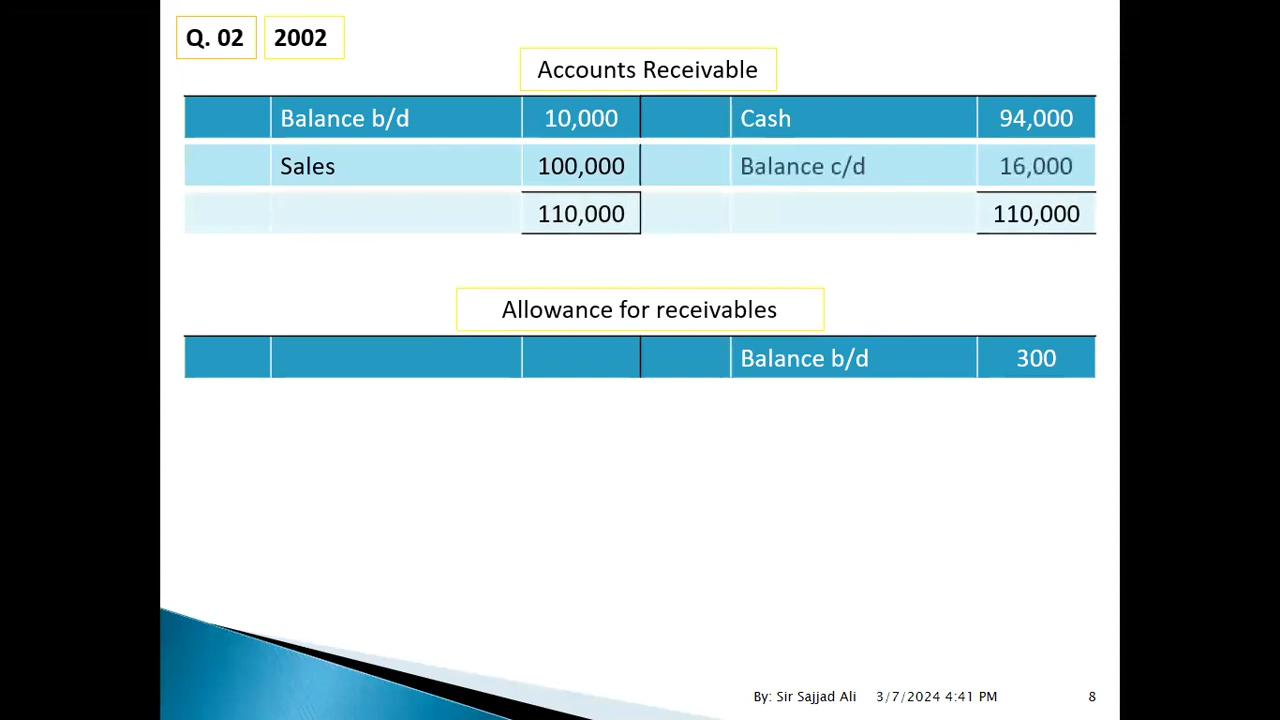 Q. 02 2002
Accounts Receivable
Balance b/d 10,000 Cash 94,000
Sales 100,000 Balance c/d 16,000
110,000 110,000
Allowance for receivables
Balance b/d 300
By: Sir Sajjad Ali 3/7/2024 4:41 PM 8